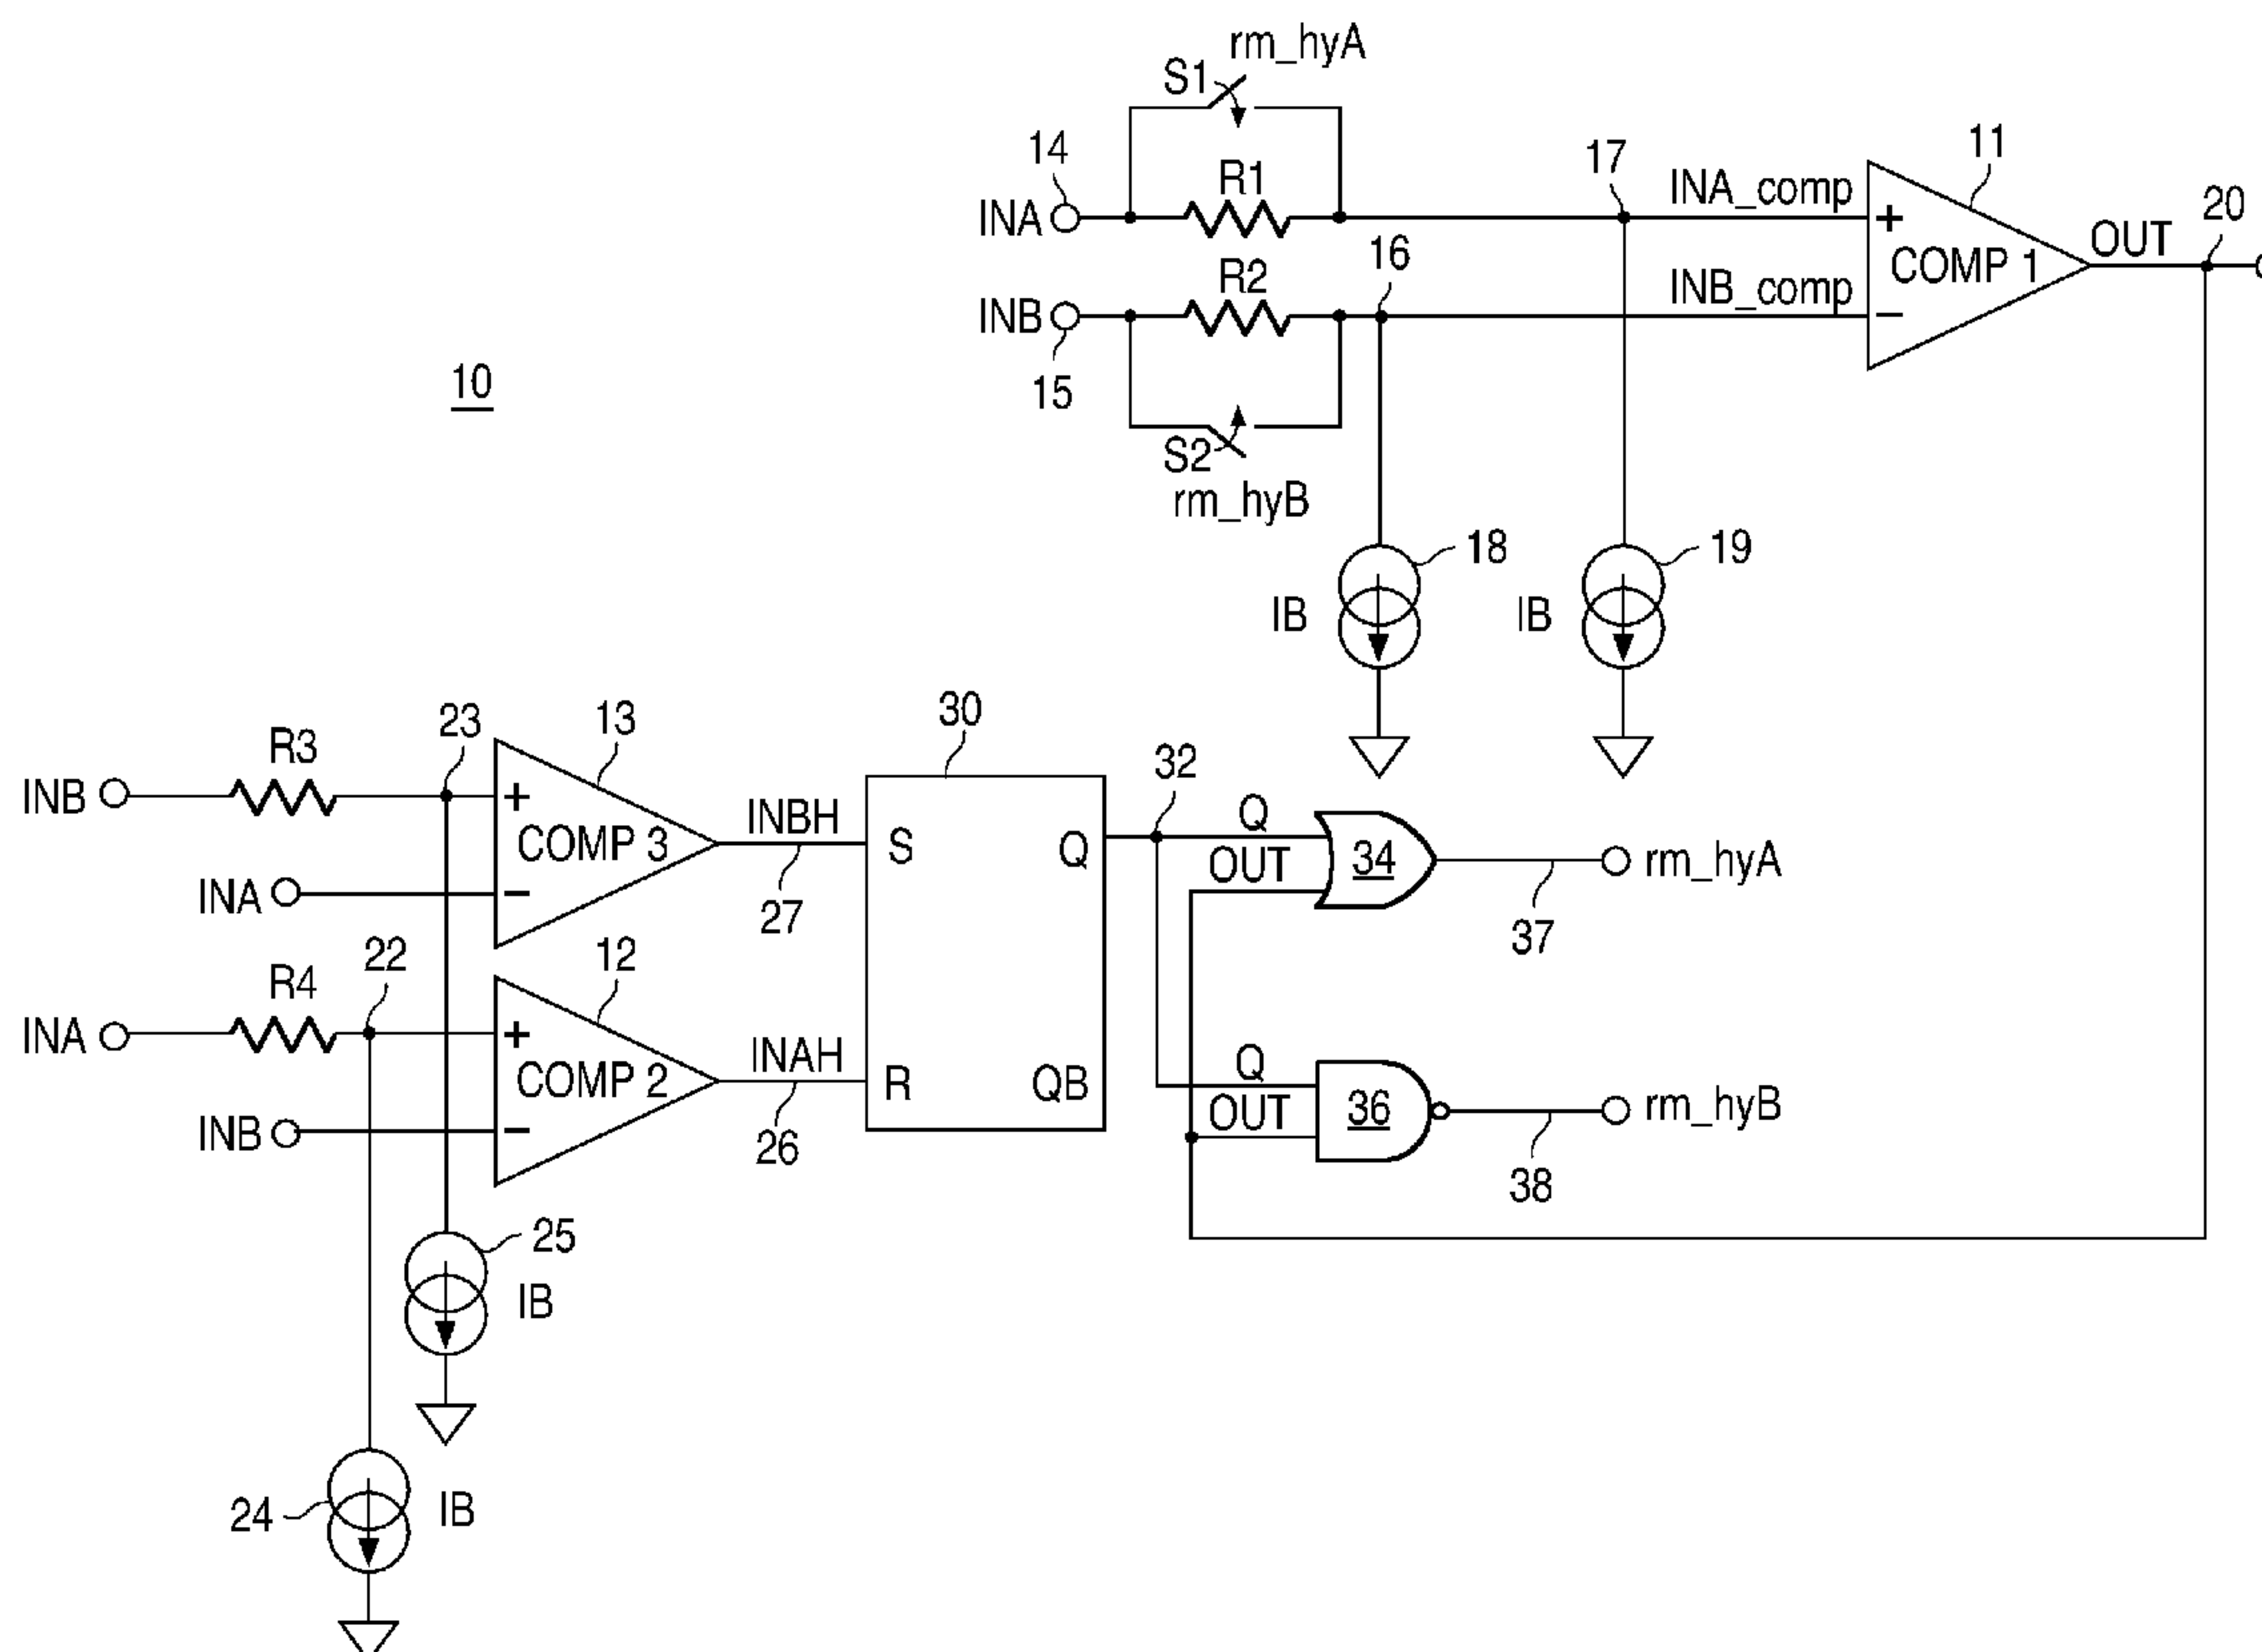 rm_hyA
S1
14
R1
17
11
INA
INA_comp
+
20
OUT
COMP 1
R2
16
INB
INB_comp
−
10
15
S2
rm_hyB
18
19
IB
IB
23
13
30
R3
32
INB
+
INBH
Q
COMP 3
S
Q
OUT
34
rm_hyA
INA
−
27
37
22
12
R4
INA
+
INAH
Q
COMP 2
R
QB
OUT
36
rm_hyB
INB
−
26
38
25
IB
24
IB